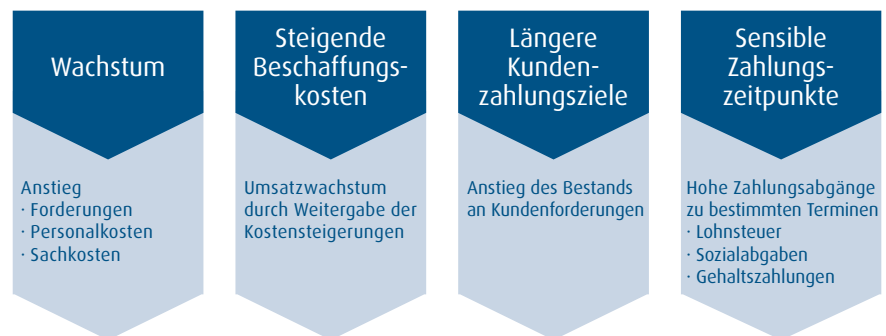 Wachstum
Anstieg
· Forderungen
· Personalkosten
· Sachkosten
Steigende
Beschaffungs-
kosten
Umsatzwachstum
durch Weitergabe der
Kostensteigerungen
Längere
Kunden-
zahlungsziele
Anstieg des Bestands
an Kundenforderungen
Sensible
Zahlungs-
zeitpunkte
Hohe Zahlungsabgänge
zu bestimmten Terminen
· Lohnsteuer
· Sozialabgaben
· Gehaltszahlungen